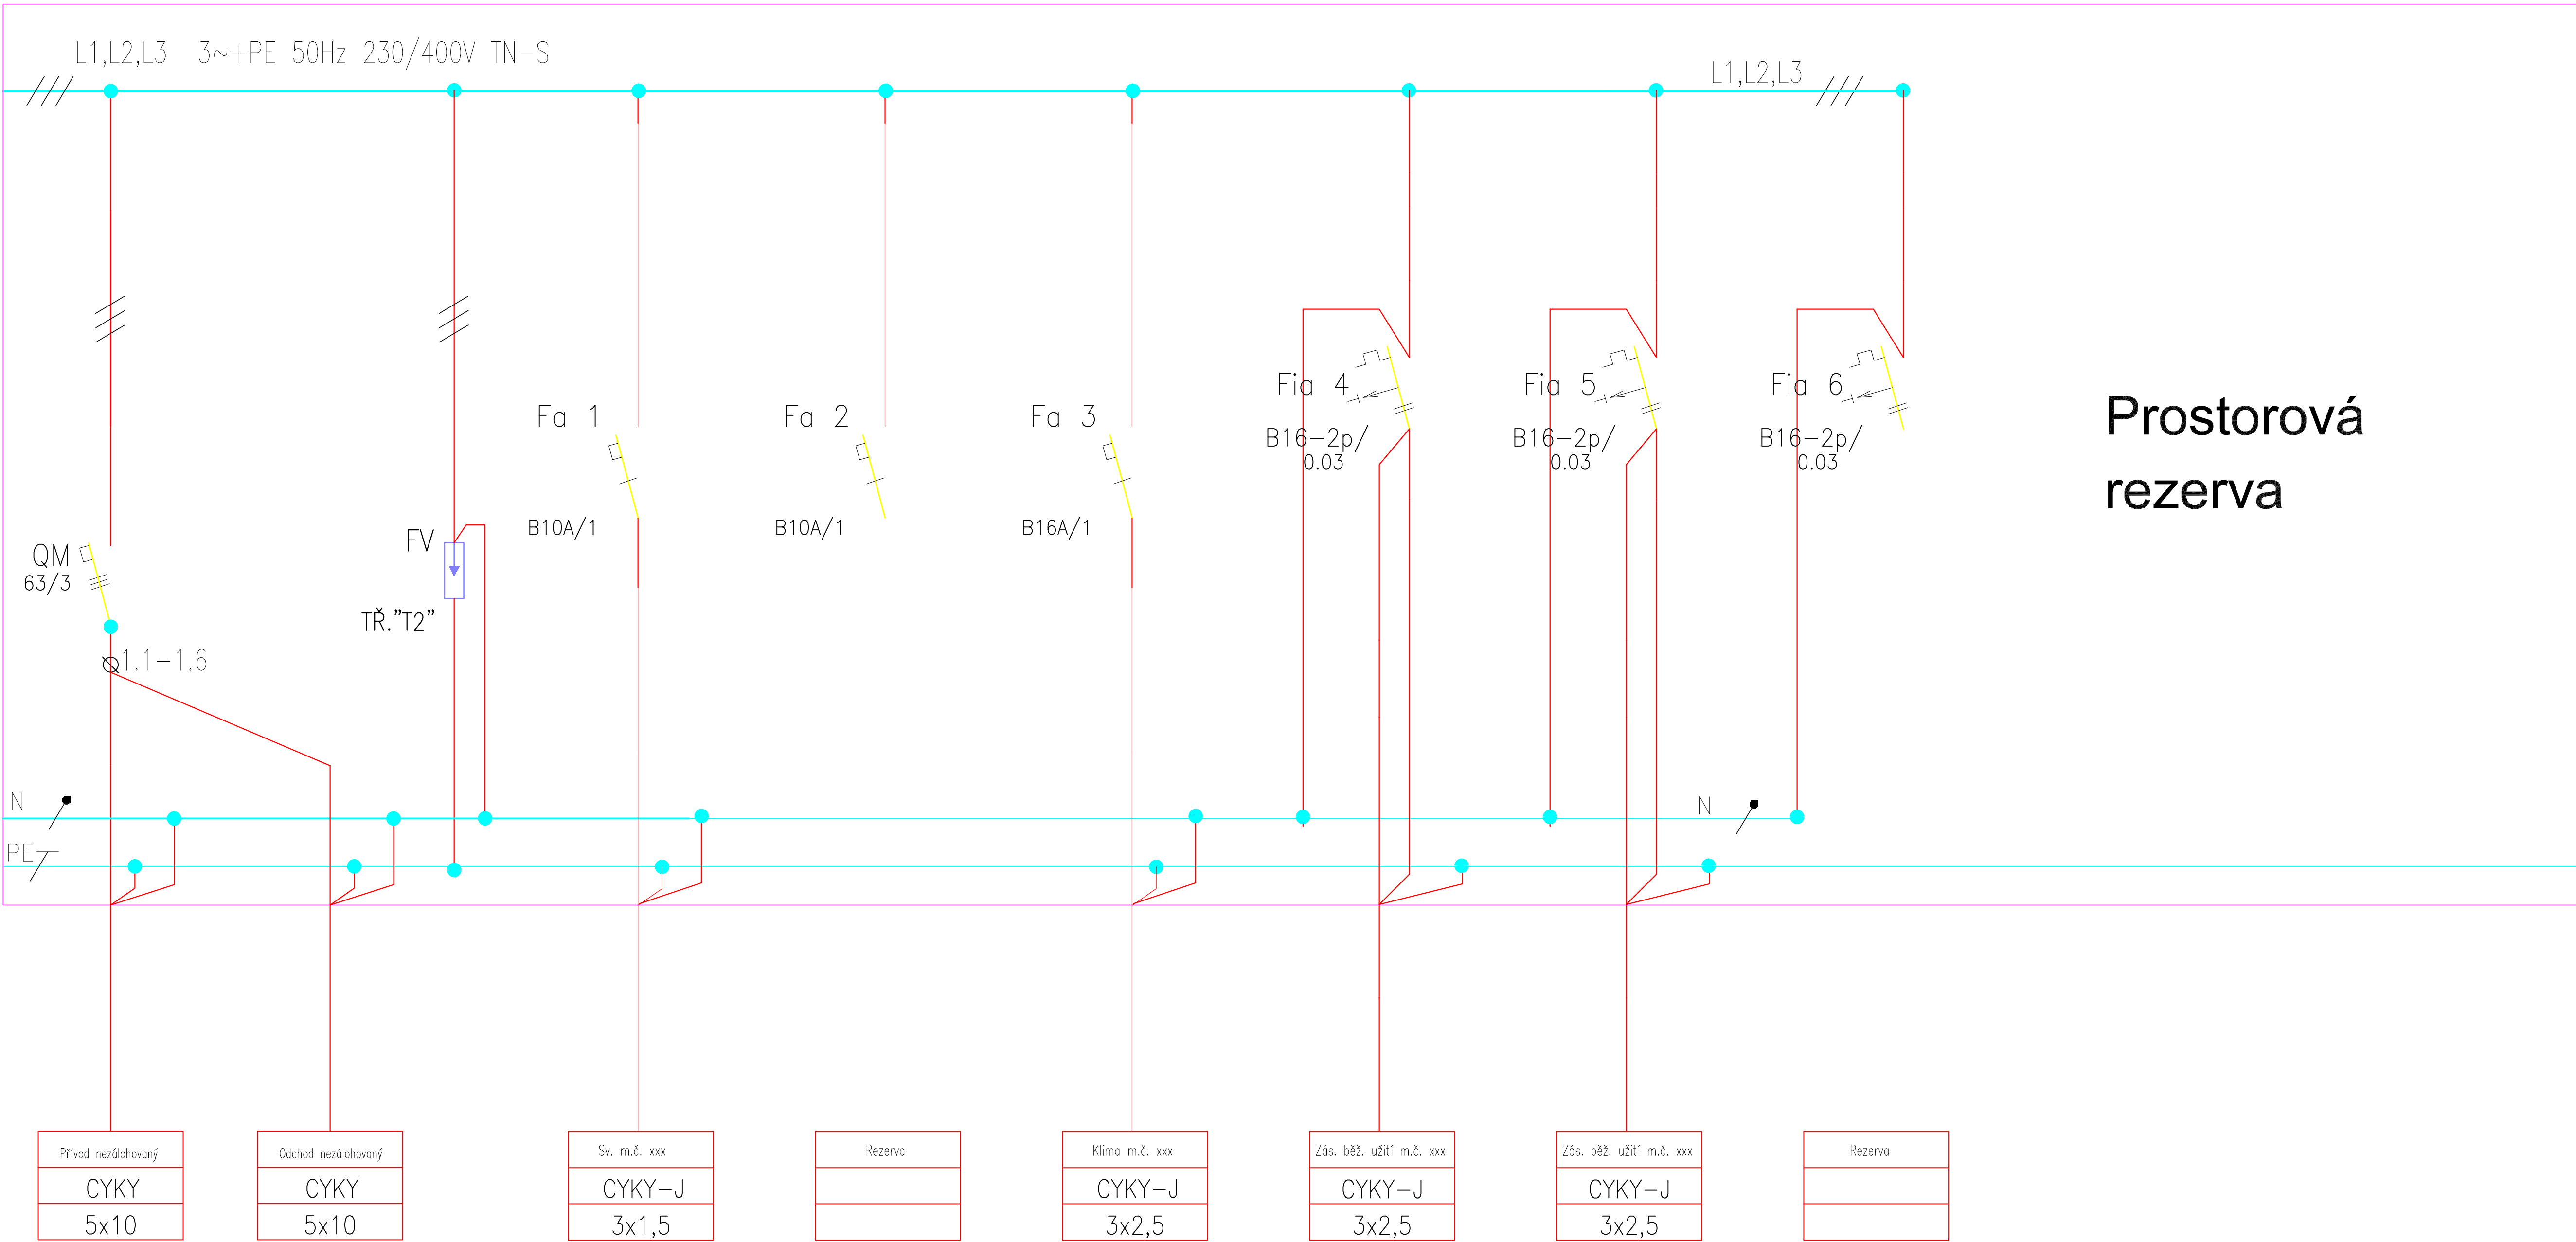 L1,L2,L3 3~+PE 50Hz 230/400V TN-S
L1,L2,L3
QM
63/3
1.1-1.6
FV
TŘ."T2"
Fa 1
B10A/1
Fa 2
B10A/1
Fa 3
B16A/1
Fia 4
B16-2p/
0.03
Fia 5
B16-2p/
0.03
Fia 6
B16-2p/
0.03
Prostorová
rezerva
N
N
PE
Přívod nezálohovaný
CYKY
5x10
Odchod nezálohovaný
CYKY
5x10
Sv. m.č. xxx
CYKY-J
3x1,5
Rezerva
Klima m.č. xxx
CYKY-J
3x2,5
Zás. běž. užití m.č. xxx
CYKY-J
3x2,5
Zás. běž. užití m.č. xxx
CYKY-J
3x2,5
Rezerva